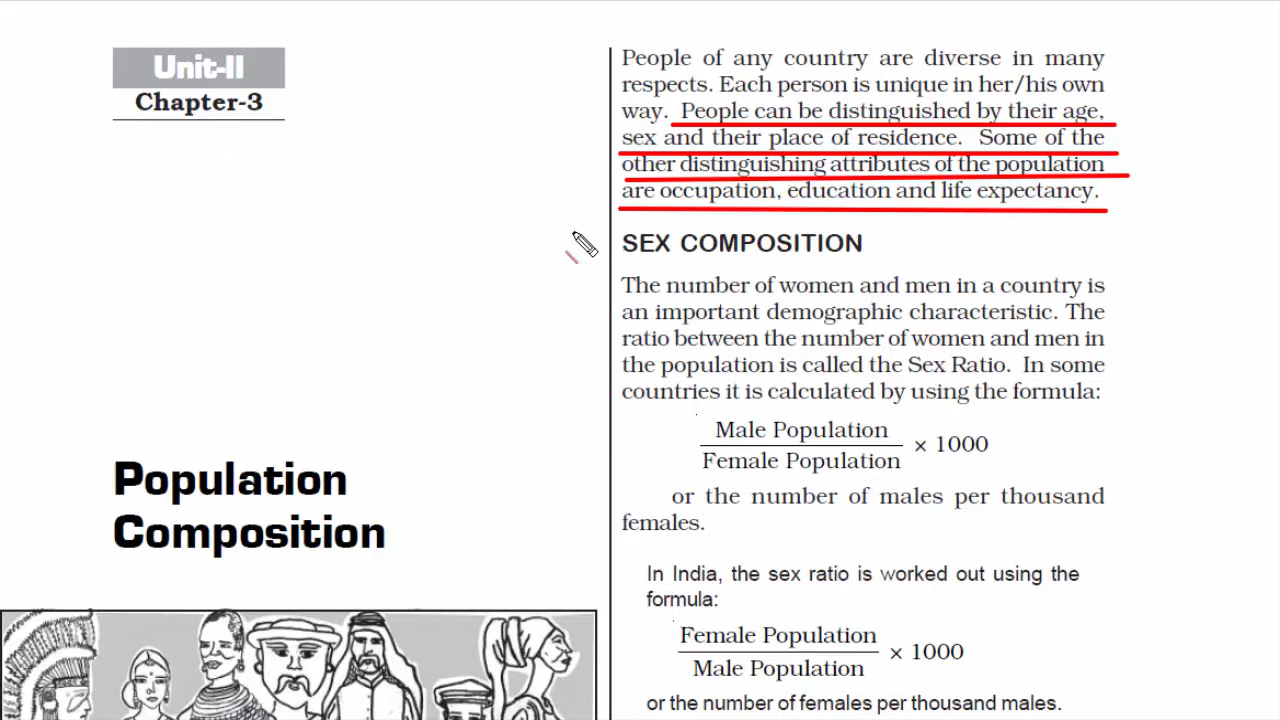 Unit-II
Chapter-3
Population
Composition
People of any country are diverse in many
respects. Each person is unique in her/his own
way. People can be distinguished by their age,
sex and their place of residence. Some of the
other distinguishing attributes of the population
are occupation, education and life expectancy.
SEX COMPOSITION
The number of women and men in a country is
an important demographic characteristic. The
ratio between the number of women and men in
the population is called the Sex Ratio. In some
countries it is calculated by using the formula:
Male Population
Female Population
× 1000
or the number of males per thousand
females.
In India, the sex ratio is worked out using the
formula:
Female Population
Male Population
× 1000
or the number of females per thousand males.